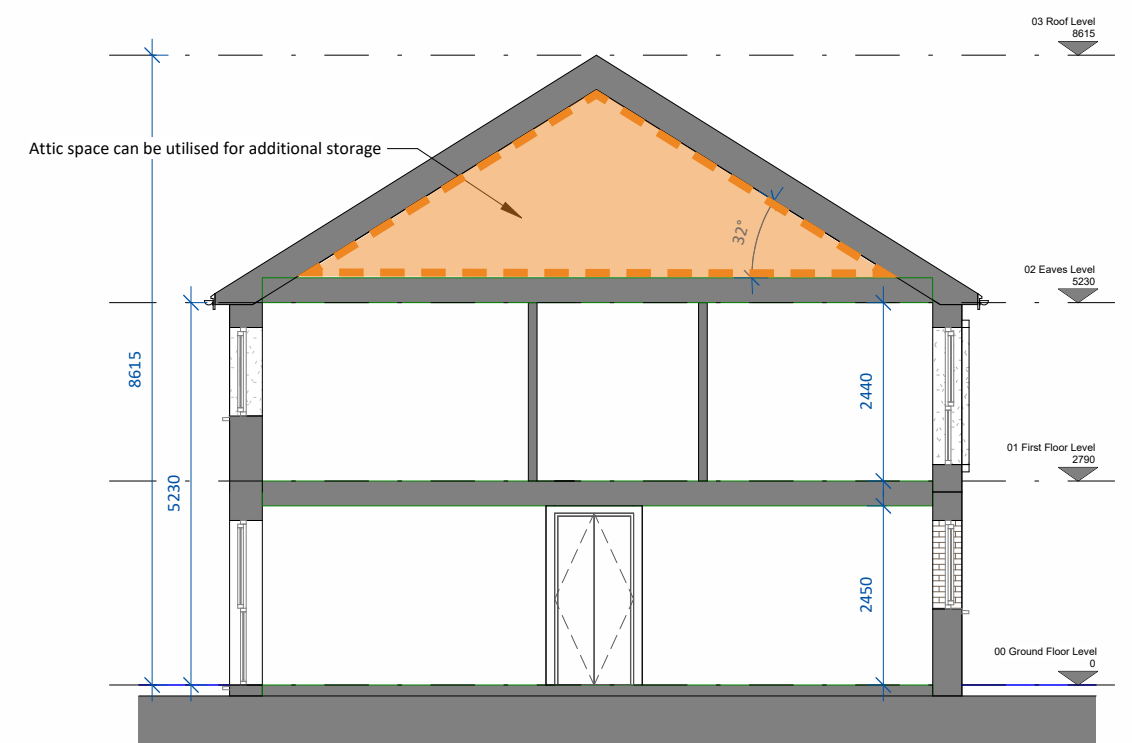 03 Roof Level
8615
Attic space can be utilised for additional storage
32°
02 Eaves Level
5230
8615
2440
01 First Floor Level
2790
5230
2450
00 Ground Floor Level
0